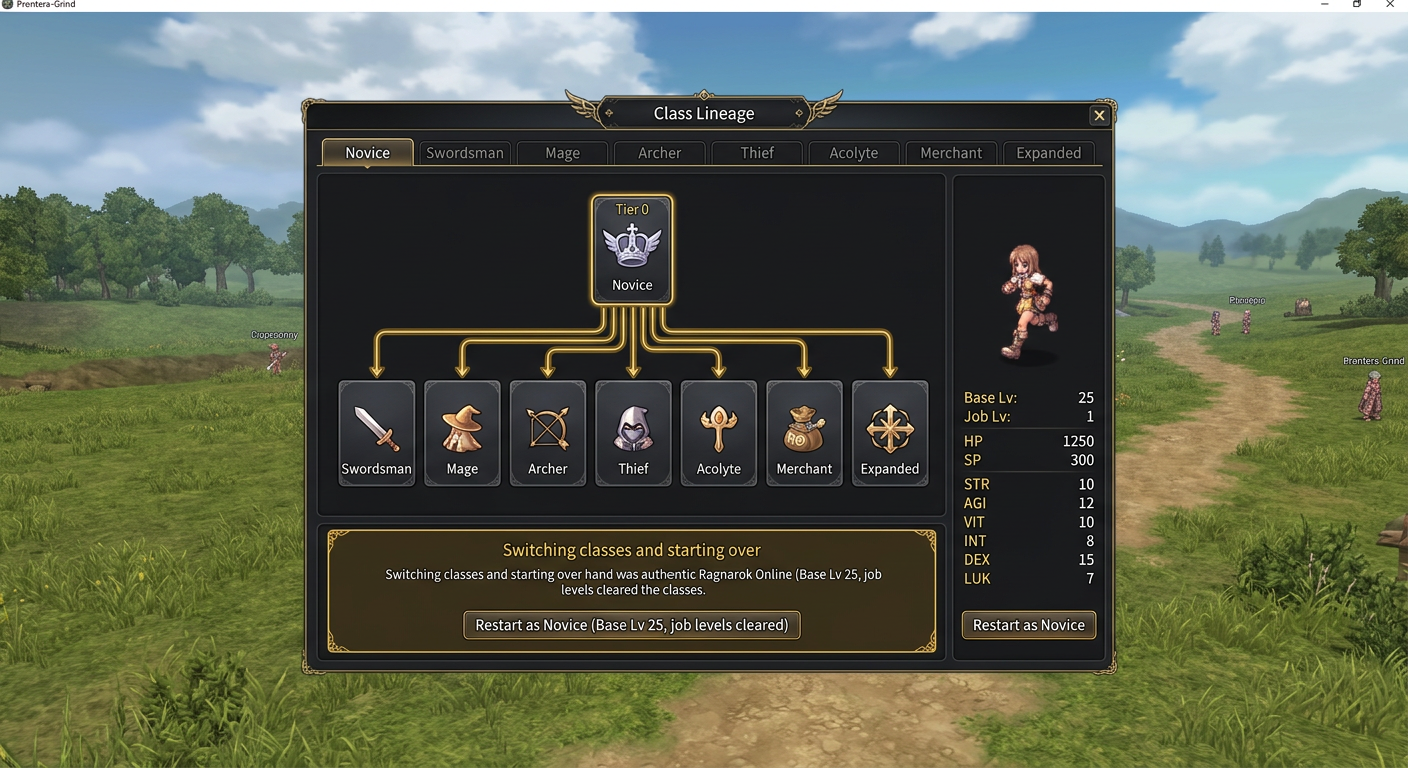 Prentera-Grind
Class Lineage
Novice
Swordsman
Mage
Archer
Thief
Acolyte
Merchant
Expanded
Tier 0
Novice
Swordsman
Mage
Archer
Thief
Acolyte
RO
Merchant
Expanded
Switching classes and starting over
Switching classes and starting over hand was authentic Ragnarok Online (Base Lv 25, job
levels cleared the classes.
Restart as Novice (Base Lv 25, job levels cleared)
Base Lv: 25
Job Lv: 1
HP 1250
SP 300
STR 10
AGI 12
VIT 10
INT 8
DEX 15
LUK 7
Restart as Novice
Cropesonny
Prenters Grind